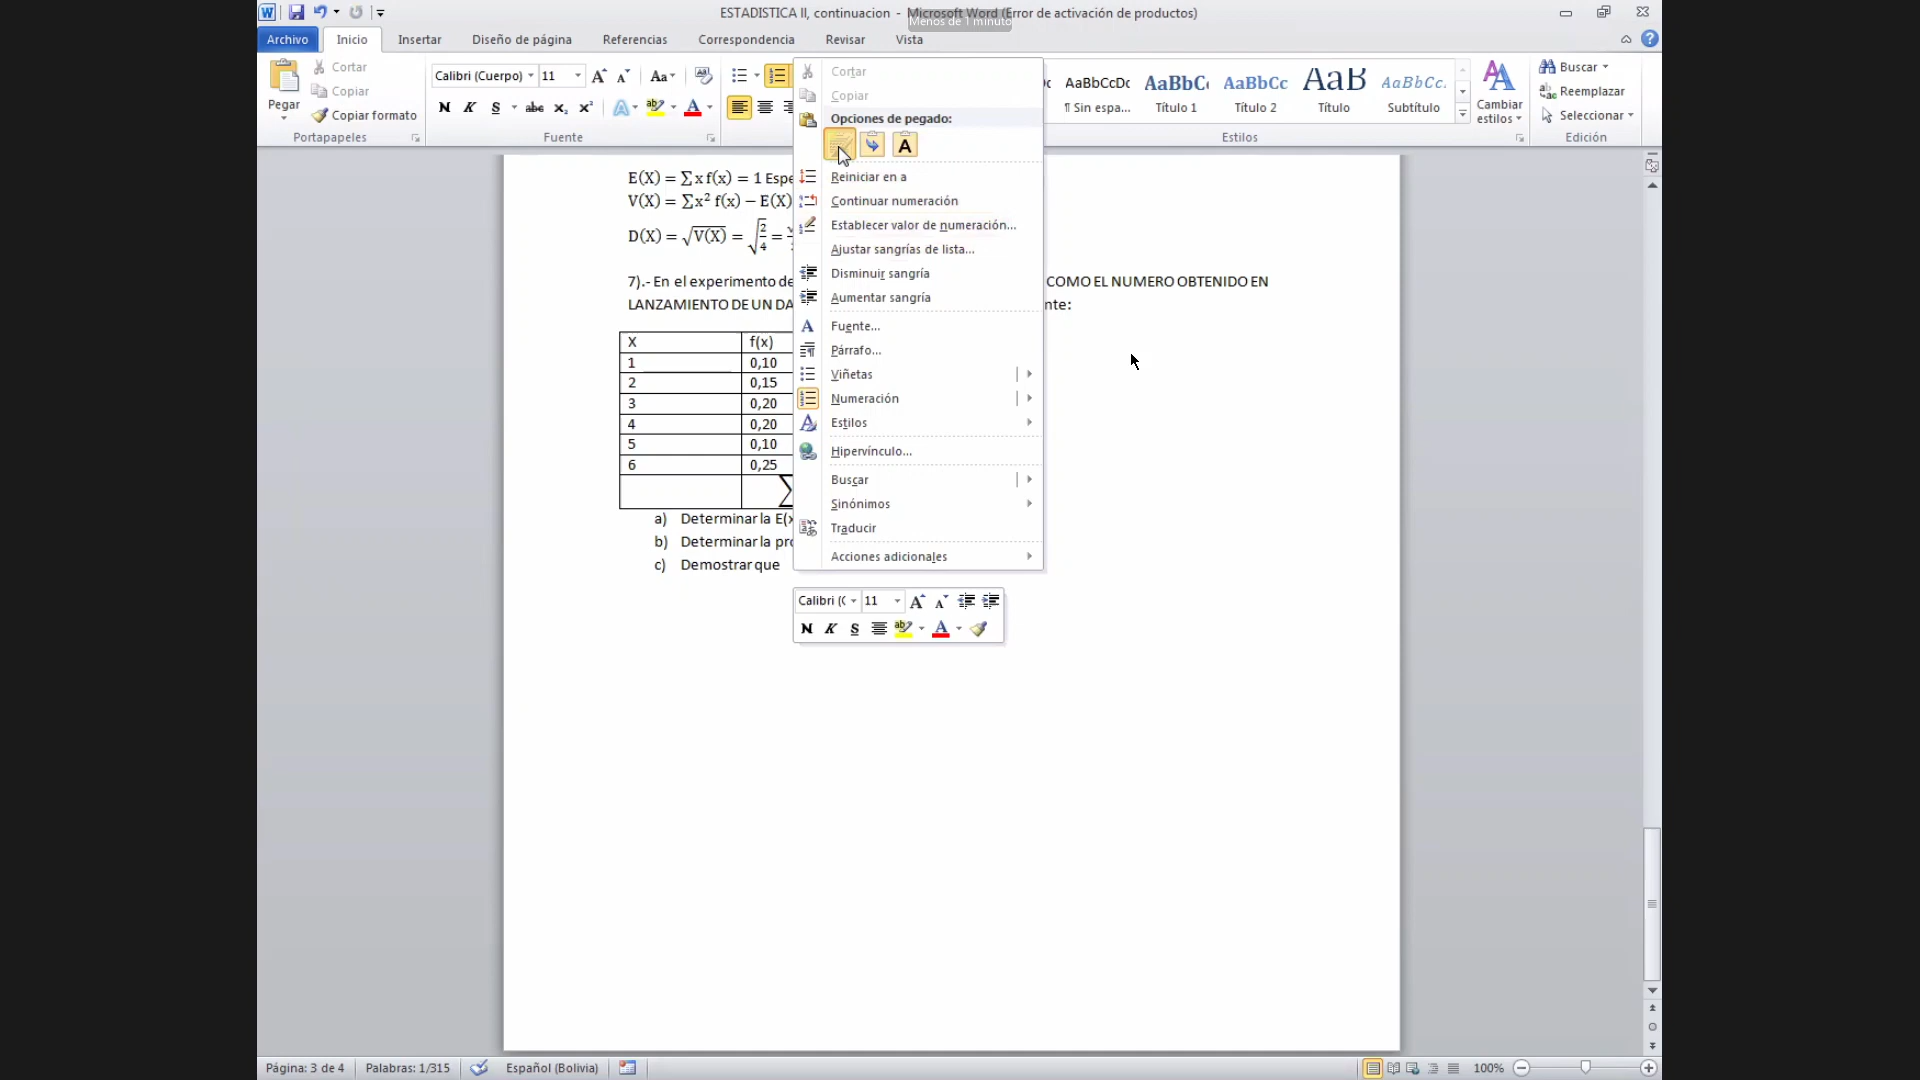 ESTADISTICA II, continuacion - Microsoft Word (Error de activación de productos)
Menos de 1 minuto
Archivo Inicio Insertar Diseño de página Referencias Correspondencia Revisar Vista
Pegar
Cortar
Copiar
Copiar formato
Portapapeles
Calibri (Cuerpo) 11
N K S abc x₂ x²
Fuente
AaBbCcDc
¶ Sin espa...
AaBbC
Título 1
AaBbCc
Título 2
AaB
Título
AaBbCc.
Subtítulo
Cambiar
estilos
Estilos
Buscar
Reemplazar
Seleccionar
Edición
Cortar
Copiar
Opciones de pegado:
Reiniciar en a
Continuar numeración
Establecer valor de numeración...
Ajustar sangrías de lista...
Disminuir sangría
Aumentar sangría
Fuente...
Párrafo...
Viñetas
Numeración
Estilos
Hipervínculo...
Buscar
Sinónimos
Traducir
Acciones adicionales
Calibri (C 11
N K S
E(X) = ∑x f(x) = 1 Espe
V(X) = ∑x² f(x) − E(X)
D(X) = √V(X) = √2/4 =
7).- En el experimento de COMO EL NUMERO OBTENIDO EN
LANZAMIENTO DE UN DA nte:
X f(x)
1 0,10
2 0,15
3 0,20
4 0,20
5 0,10
6 0,25
∑
a) Determinar la E(x
b) Determinar la pro
c) Demostrar que
Página: 3 de 4 Palabras: 1/315 Español (Bolivia) 100%